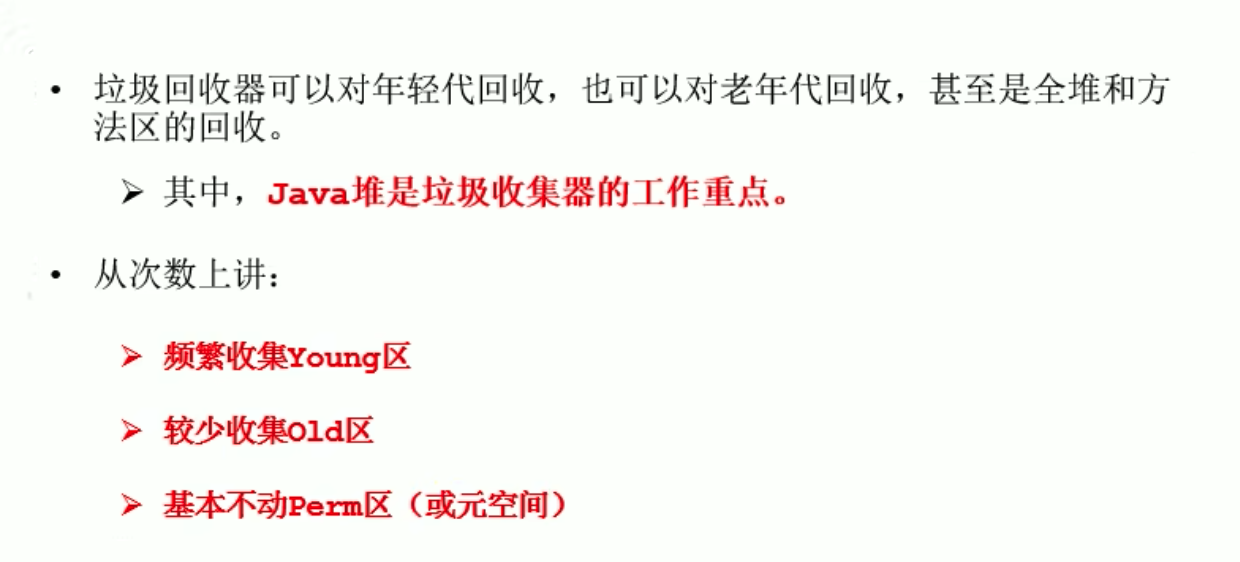 • 垃圾回收器可以对年轻代回收，也可以对老年代回收，甚至是全堆和方
法区的回收。
➢ 其中，Java堆是垃圾收集器的工作重点。
• 从次数上讲：
➢ 频繁收集Young区
➢ 较少收集Old区
➢ 基本不动Perm区（或元空间）